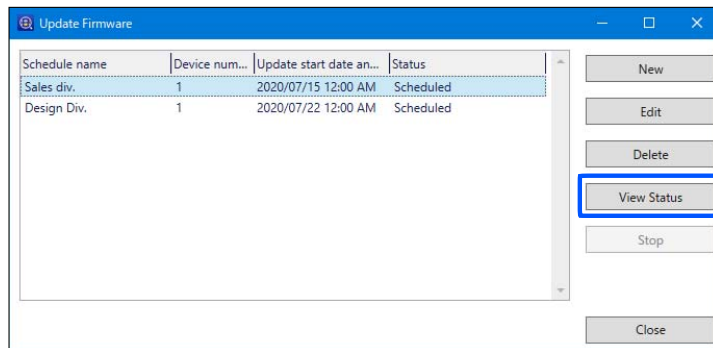 Update Firmware
Schedule name Device num... Update start date an... Status
Sales div. 1 2020/07/15 12:00 AM Scheduled
Design Div. 1 2020/07/22 12:00 AM Scheduled
New
Edit
Delete
View Status
Stop
Close